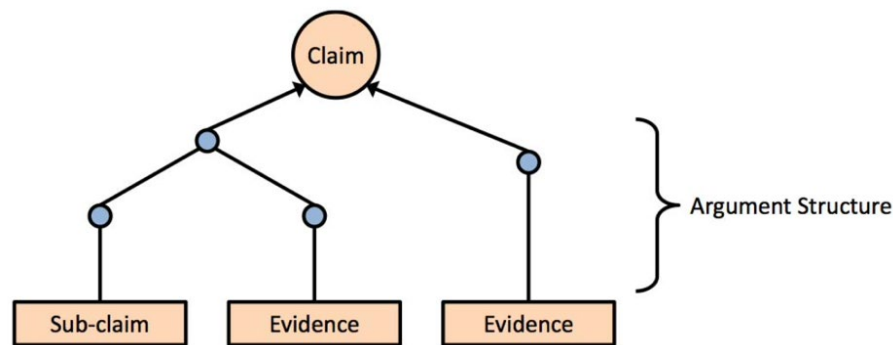 Claim
Argument Structure
Sub-claim
Evidence
Evidence